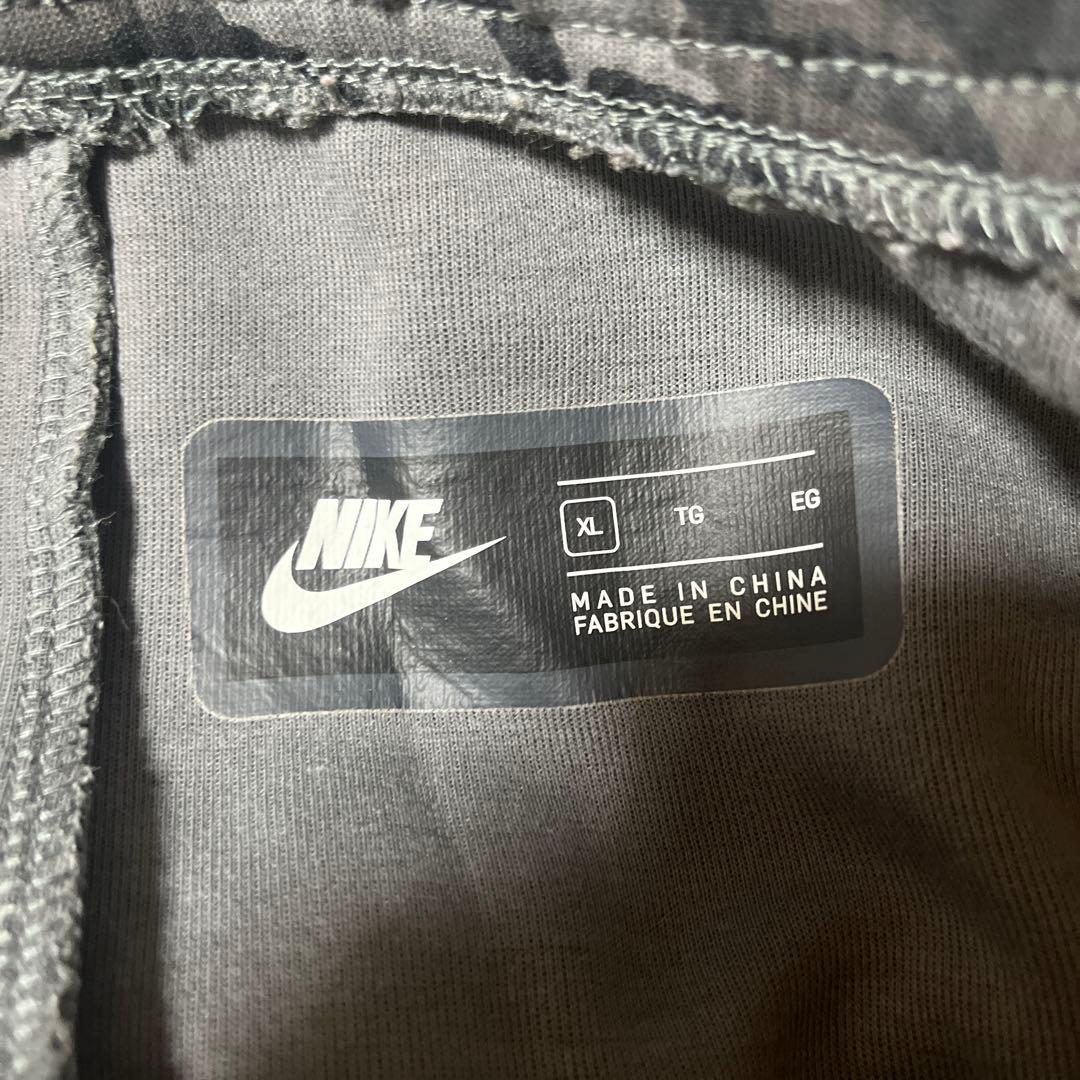 NIKE
XL TG EG
MADE IN CHINA
FABRIQUE EN CHINE